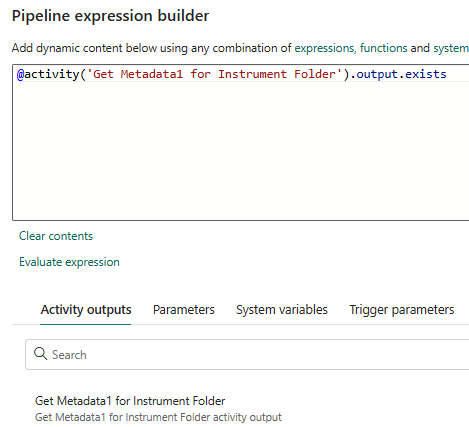 Pipeline expression builder
Add dynamic content below using any combination of expressions, functions and system
@activity('Get Metadata1 for Instrument Folder').output.exists
Clear contents
Evaluate expression
Activity outputs Parameters System variables Trigger parameters
Search
Get Metadata1 for Instrument Folder
Get Metadata1 for Instrument Folder activity output